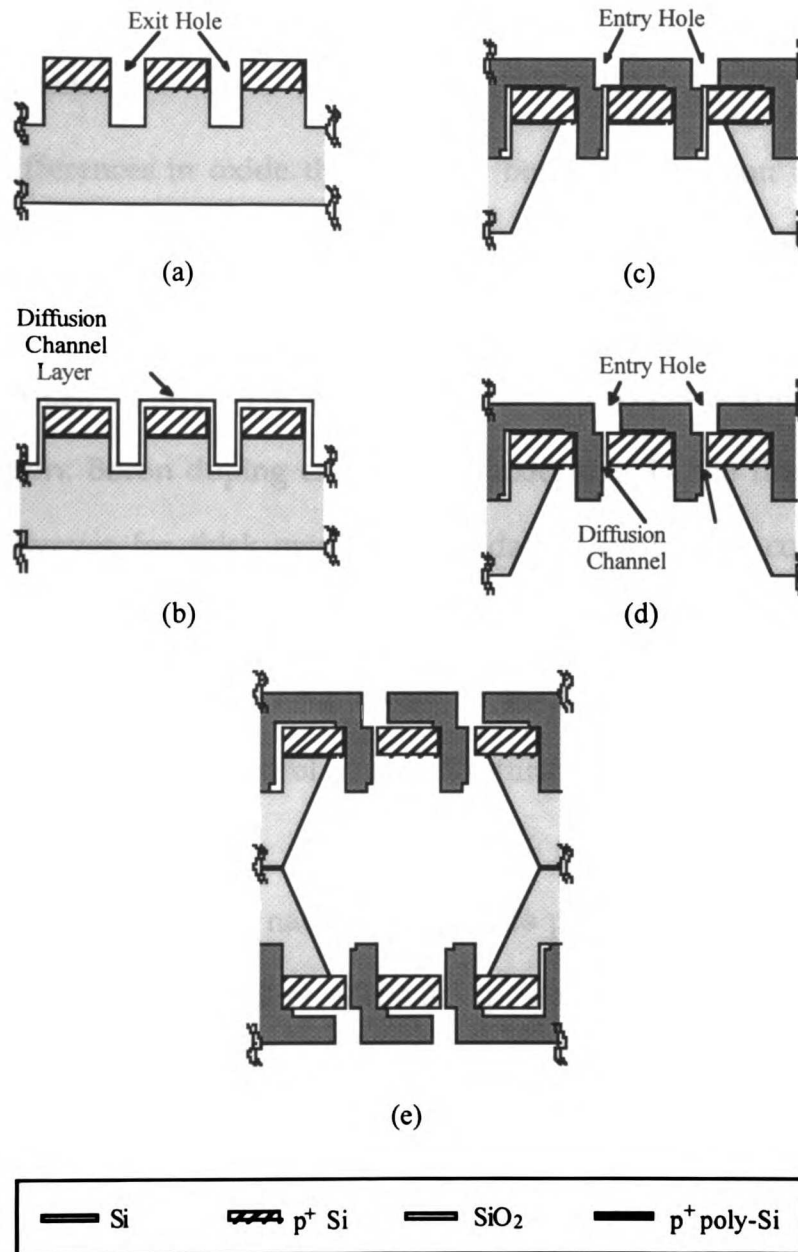 Exit Hole
(a)
Entry Hole
(c)
Diffusion
Channel
Layer
(b)
Entry Hole
Diffusion
Channel
(d)
(e)
Si p⁺ Si SiO₂ p⁺ poly-Si